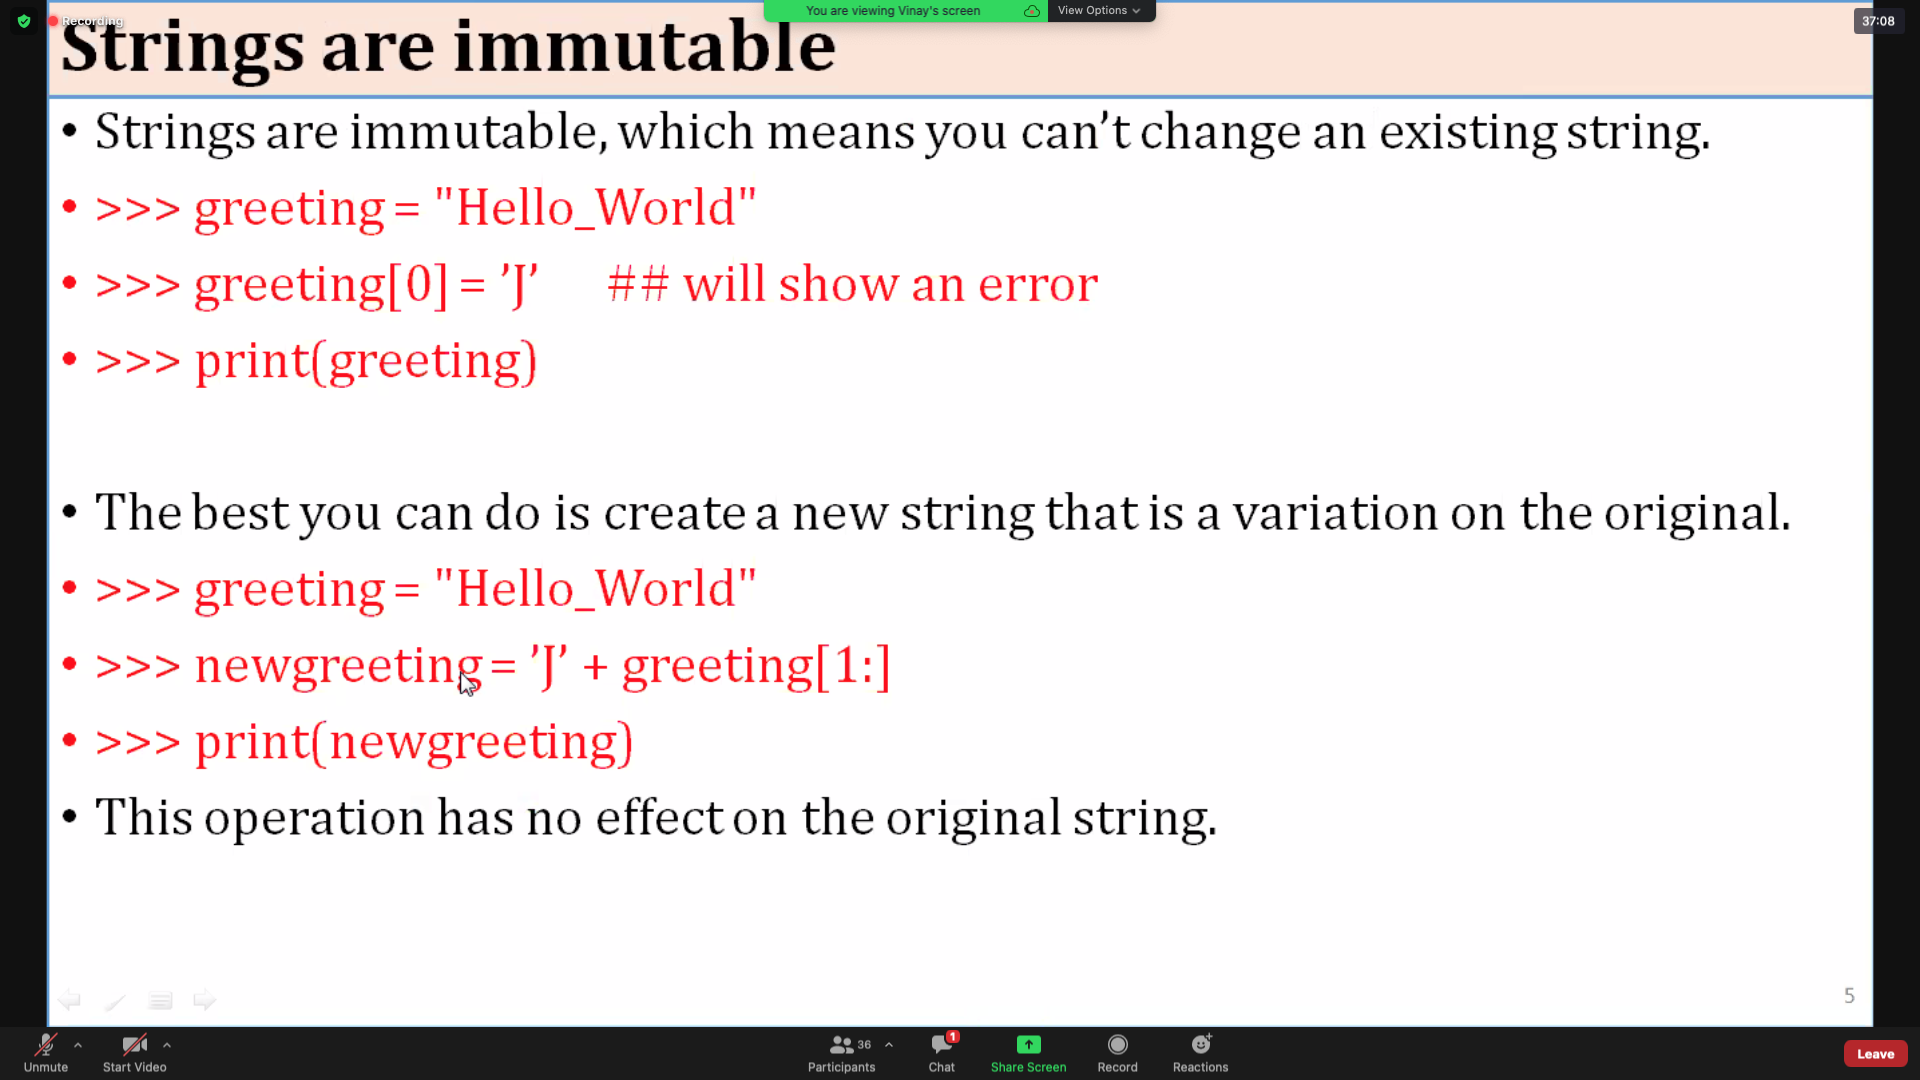 Recording
You are viewing Vinay's screen
View Options
37:08
Strings are immutable
• Strings are immutable, which means you can’t change an existing string.
• >>> greeting = "Hello_World"
• >>> greeting[0] = ’J’ ## will show an error
• >>> print(greeting)
• The best you can do is create a new string that is a variation on the original.
• >>> greeting = "Hello_World"
• >>> newgreeting = ’J’ + greeting[1:]
• >>> print(newgreeting)
• This operation has no effect on the original string.
5
Unmute
Start Video
36
Participants
1
Chat
Share Screen
Record
Reactions
Leave